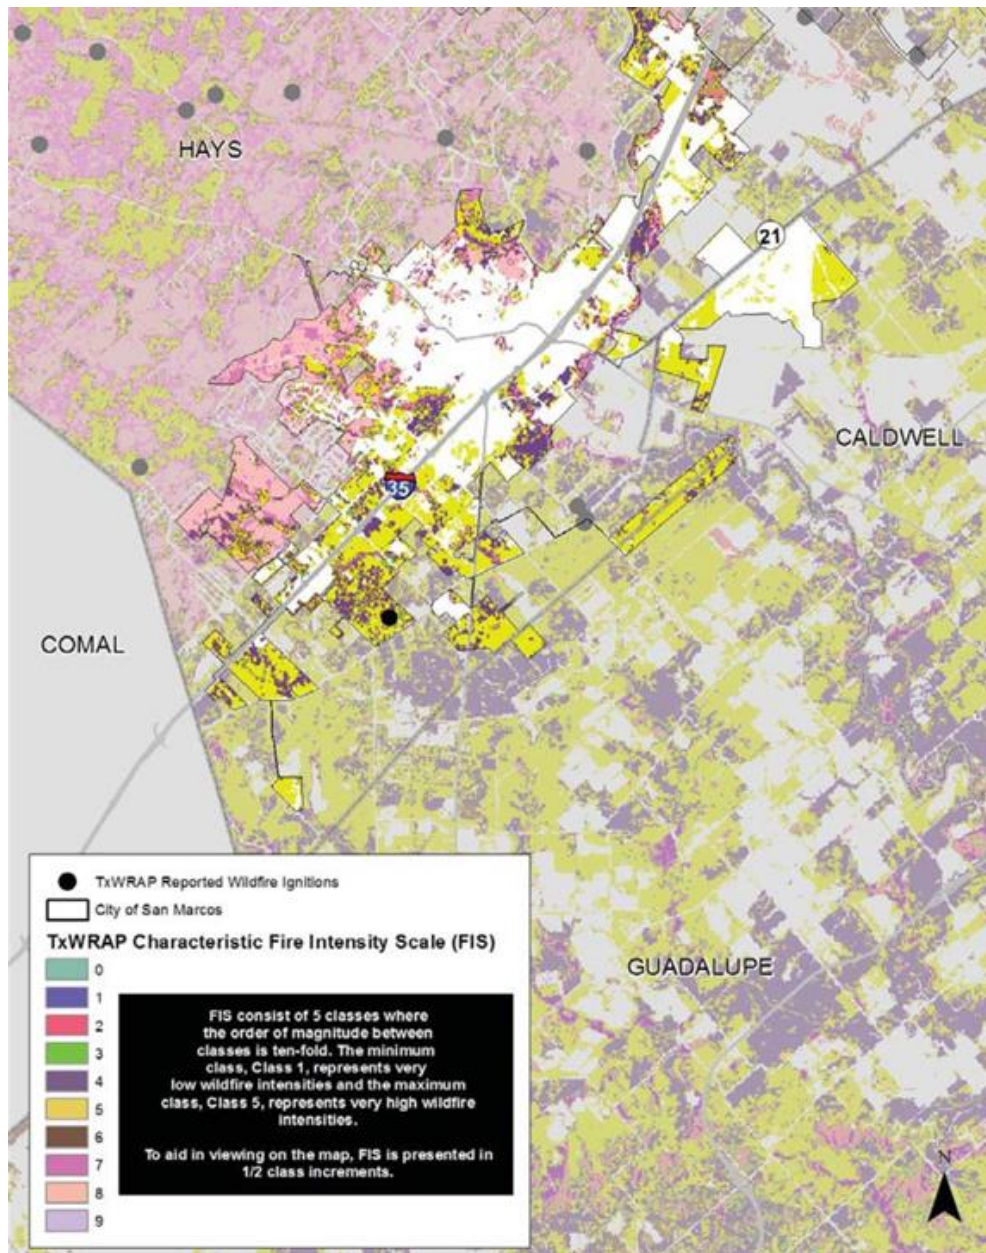 HAYS
21
CALDWELL
35
COMAL
GUADALUPE
TxWRAP Reported Wildfire Ignitions
City of San Marcos
TxWRAP Characteristic Fire Intensity Scale (FIS)
0
1
2
3
4
5
6
7
8
9
FIS consist of 5 classes where
the order of magnitude between
classes is ten-fold. The minimum
class, Class 1, represents very
low wildfire intensities and the maximum
class, Class 5, represents very high wildfire
intensities.
To aid in viewing on the map, FIS is presented in
1/2 class increments.
N